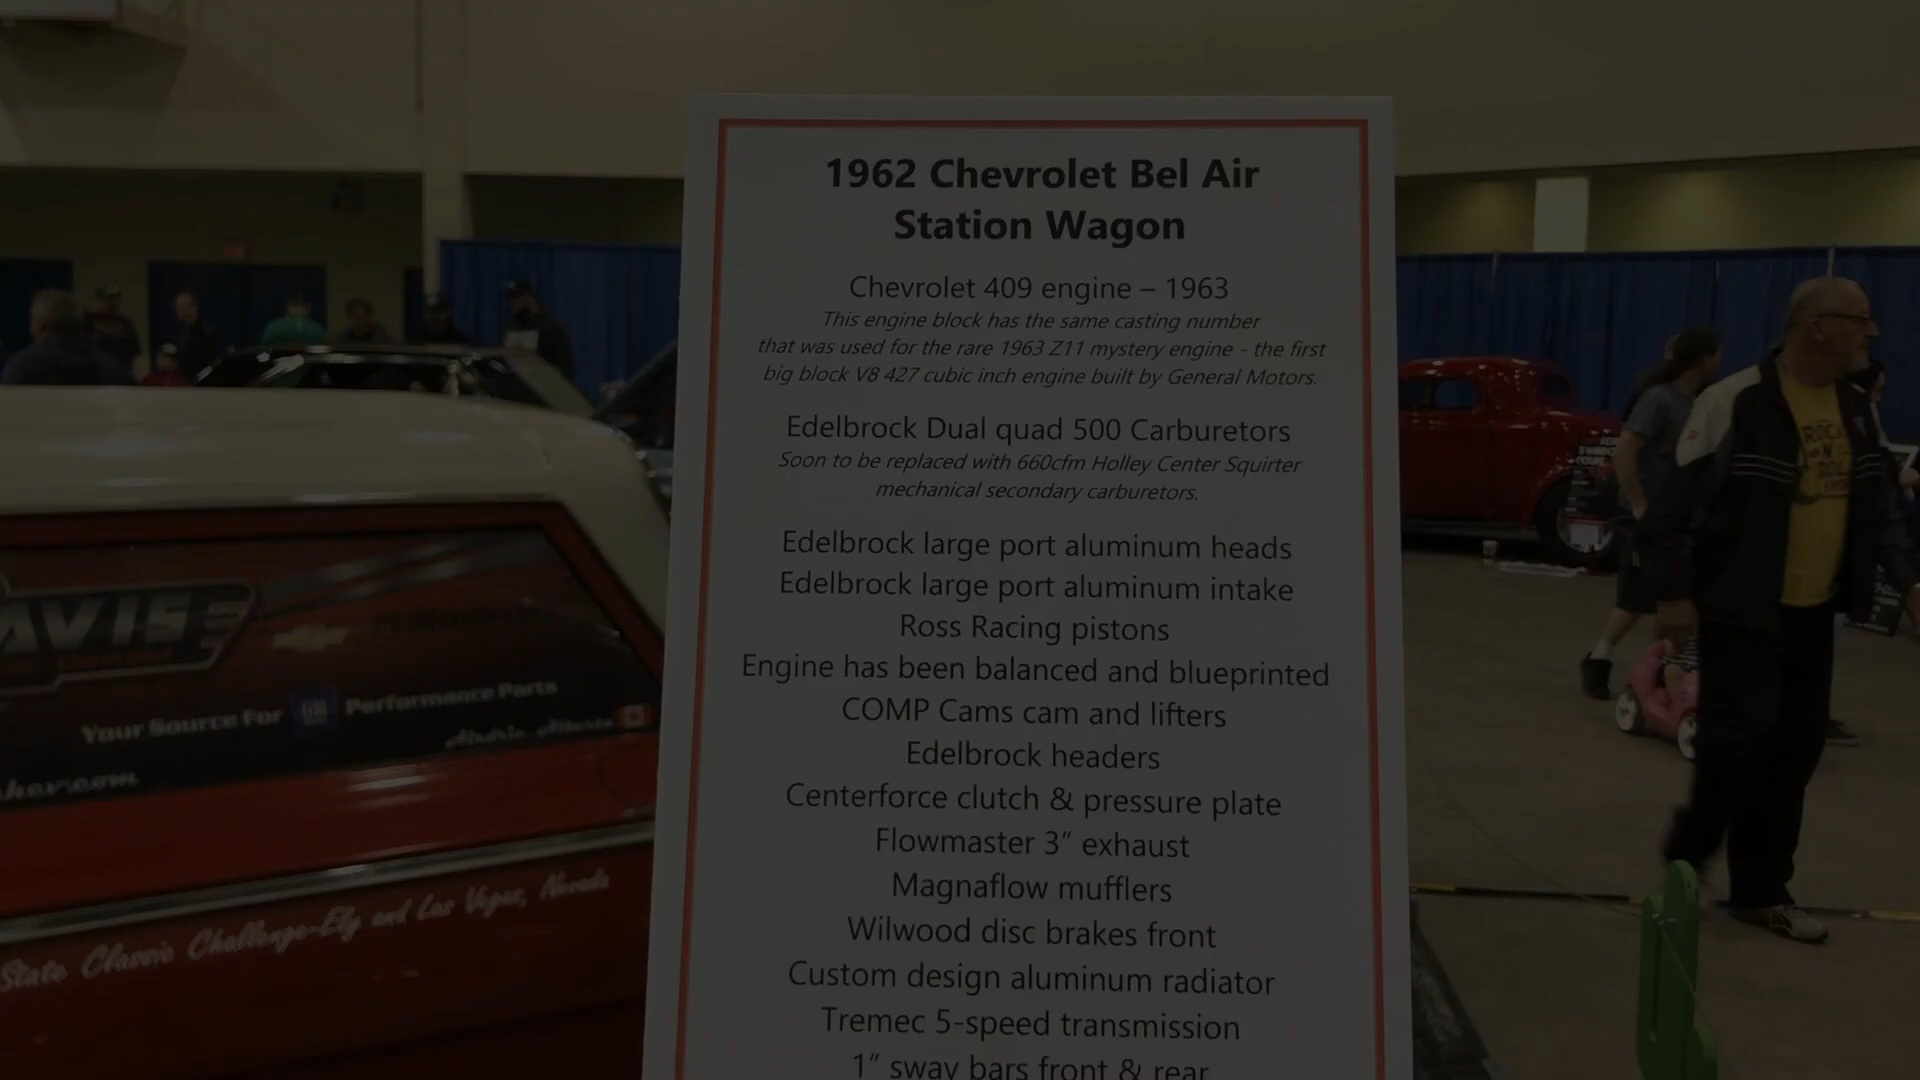 1962 Chevrolet Bel Air
Station Wagon
Chevrolet 409 engine – 1963
This engine block has the same casting number
that was used for the rare 1963 Z11 mystery engine - the first
big block V8 427 cubic inch engine built by General Motors.
Edelbrock Dual quad 500 Carburetors
Soon to be replaced with 660cfm Holley Center Squirter
mechanical secondary carburetors.
Edelbrock large port aluminum heads
Edelbrock large port aluminum intake
Ross Racing pistons
Engine has been balanced and blueprinted
COMP Cams cam and lifters
Edelbrock headers
Centerforce clutch & pressure plate
Flowmaster 3” exhaust
Magnaflow mufflers
Wilwood disc brakes front
Custom design aluminum radiator
Tremec 5-speed transmission
1” sway bars front & rear
AVIS
Your Source For GM Performance Parts
State Classic Challenge-Ely and Las Vegas, Nevada
ROCK
N
ROLL